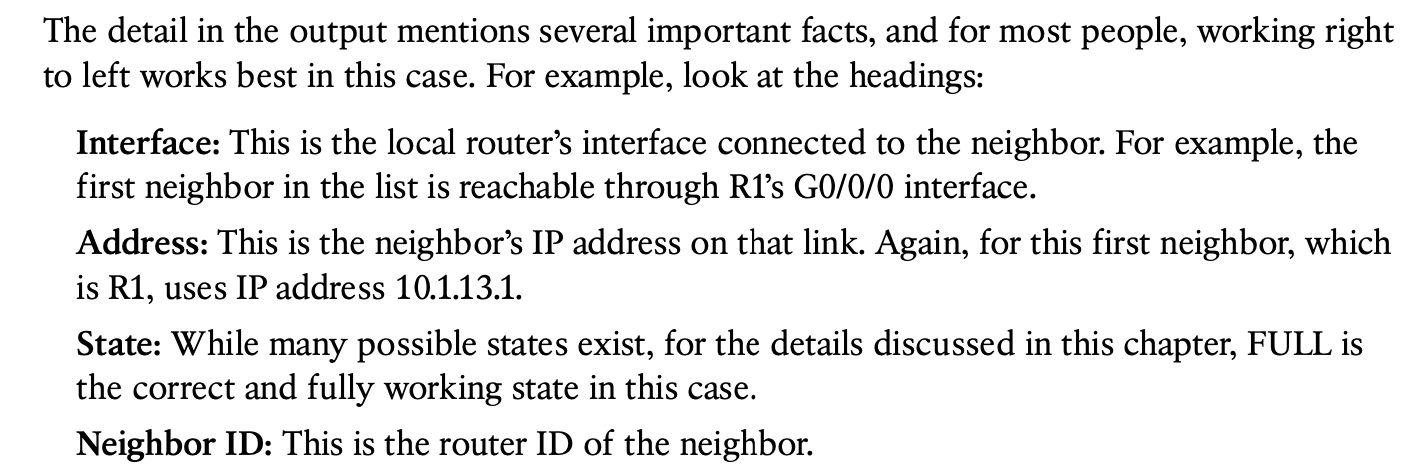 The detail in the output mentions several important facts, and for most people, working right
to left works best in this case. For example, look at the headings:
Interface: This is the local router’s interface connected to the neighbor. For example, the
first neighbor in the list is reachable through R1’s G0/0/0 interface.
Address: This is the neighbor’s IP address on that link. Again, for this first neighbor, which
is R1, uses IP address 10.1.13.1.
State: While many possible states exist, for the details discussed in this chapter, FULL is
the correct and fully working state in this case.
Neighbor ID: This is the router ID of the neighbor.